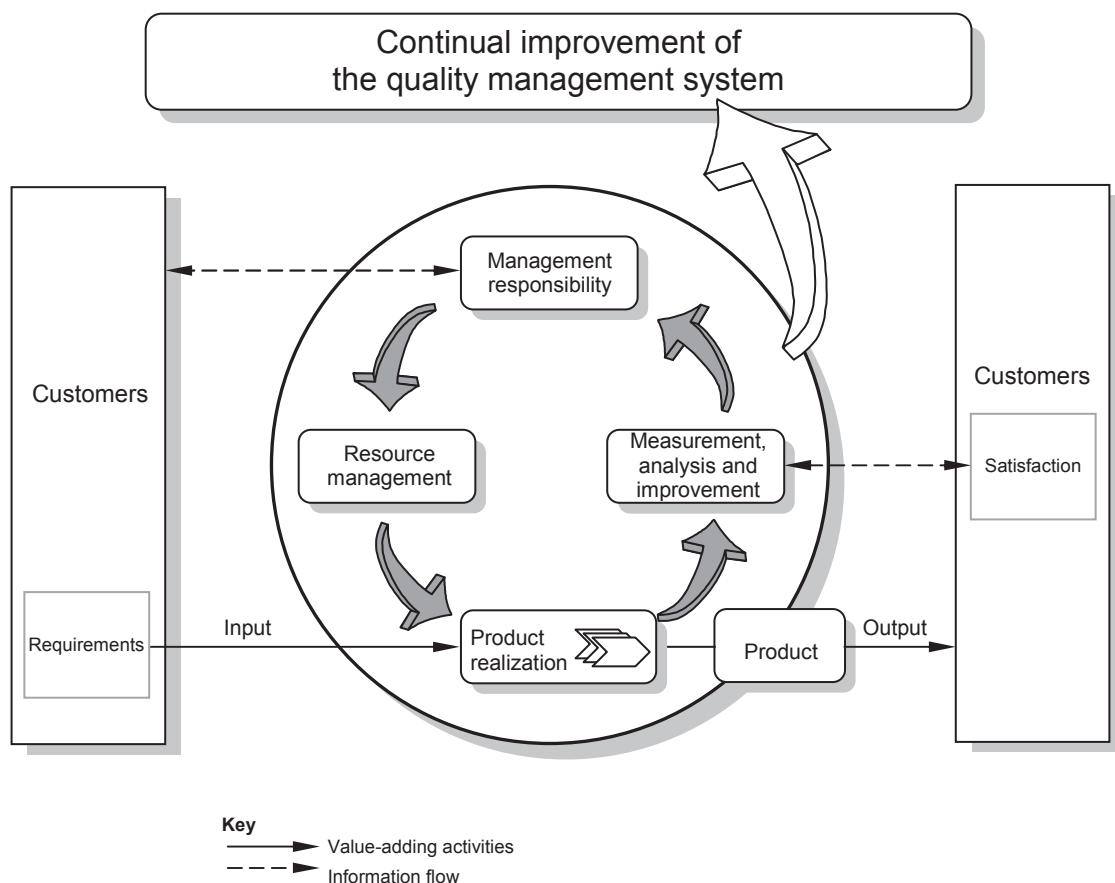 Continual improvement of
the quality management system
Management
responsibility
Customers
Customers
Resource
management
Measurement,
analysis and
improvement
Satisfaction
Requirements
Input
Product
realization
Product
Output
Key
Value-adding activities
Information flow